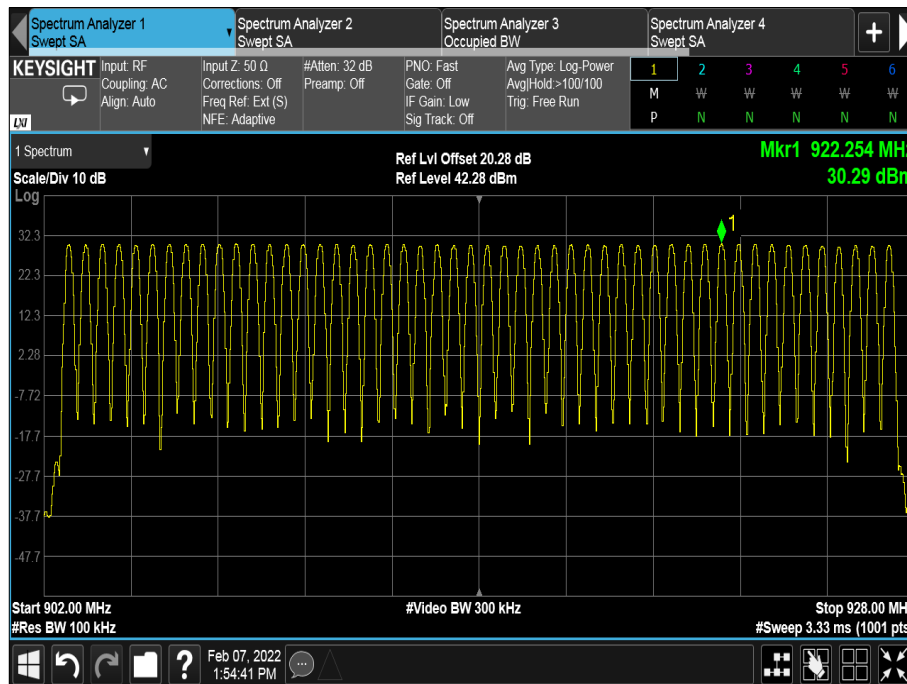 Spectrum Analyzer 1
Swept SA
Spectrum Analyzer 2
Swept SA
Spectrum Analyzer 3
Occupied BW
Spectrum Analyzer 4
Swept SA
+
KEYSIGHT
LXI
Input: RF
Coupling: AC
Align: Auto
Input Z: 50 Ω
Corrections: Off
Freq Ref: Ext (S)
NFE: Adaptive
#Atten: 32 dB
Preamp: Off
PNO: Fast
Gate: Off
IF Gain: Low
Sig Track: Off
Avg Type: Log-Power
Avg|Hold:>100/100
Trig: Free Run
1 2 3 4 5 6
M W W W W W
P N N N N N
1 Spectrum
Scale/Div 10 dB
Log
Ref Lvl Offset 20.28 dB
Ref Level 42.28 dBm
Mkr1 922.254 MHz
30.29 dBm
1
32.3
22.3
12.3
2.28
-7.72
-17.7
-27.7
-37.7
-47.7
Start 902.00 MHz
#Res BW 100 kHz
#Video BW 300 kHz
Stop 928.00 MH
#Sweep 3.33 ms (1001 pts
?
Feb 07, 2022
1:54:41 PM
...